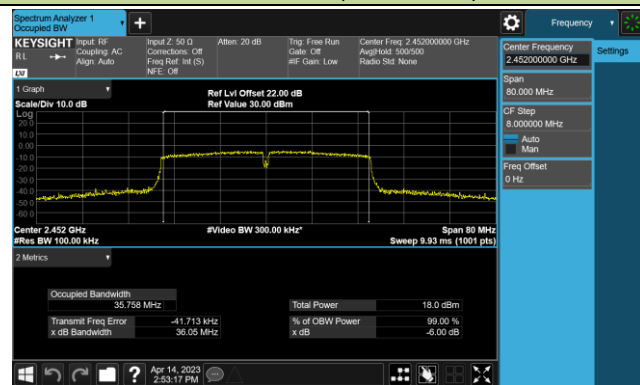 Spectrum Analyzer 1
Occupied BW
Frequency
KEYSIGHT
RL
Input: RF
Coupling: AC
Align: Auto
Input Z: 50 Ω
Corrections: Off
Freq Ref: Int (S)
NFE: Off
Atten: 20 dB
Trig: Free Run
Gate: Off
#IF Gain: Low
Center Freq: 2.452000000 GHz
Avg|Hold: 500/500
Radio Std: None
LXI
1 Graph
Scale/Div 10.0 dB
Ref Lvl Offset 22.00 dB
Ref Value 30.00 dBm
Log
20.0
10.0
0.00
-10.0
-20.0
-30.0
-40.0
-50.0
-60.0
Center 2.452 GHz
#Res BW 100.00 kHz
#Video BW 300.00 kHz*
Span 80 MHz
Sweep 9.93 ms (1001 pts)
2 Metrics
Occupied Bandwidth
35.758 MHz
Transmit Freq Error -41.713 kHz
x dB Bandwidth 36.05 MHz
Total Power 18.0 dBm
% of OBW Power 99.00 %
x dB -6.00 dB
Center Frequency
2.452000000 GHz
Settings
Span
80.000 MHz
CF Step
8.000000 MHz
Auto
Man
Freq Offset
0 Hz
?
Apr 14, 2023
2:53:17 PM